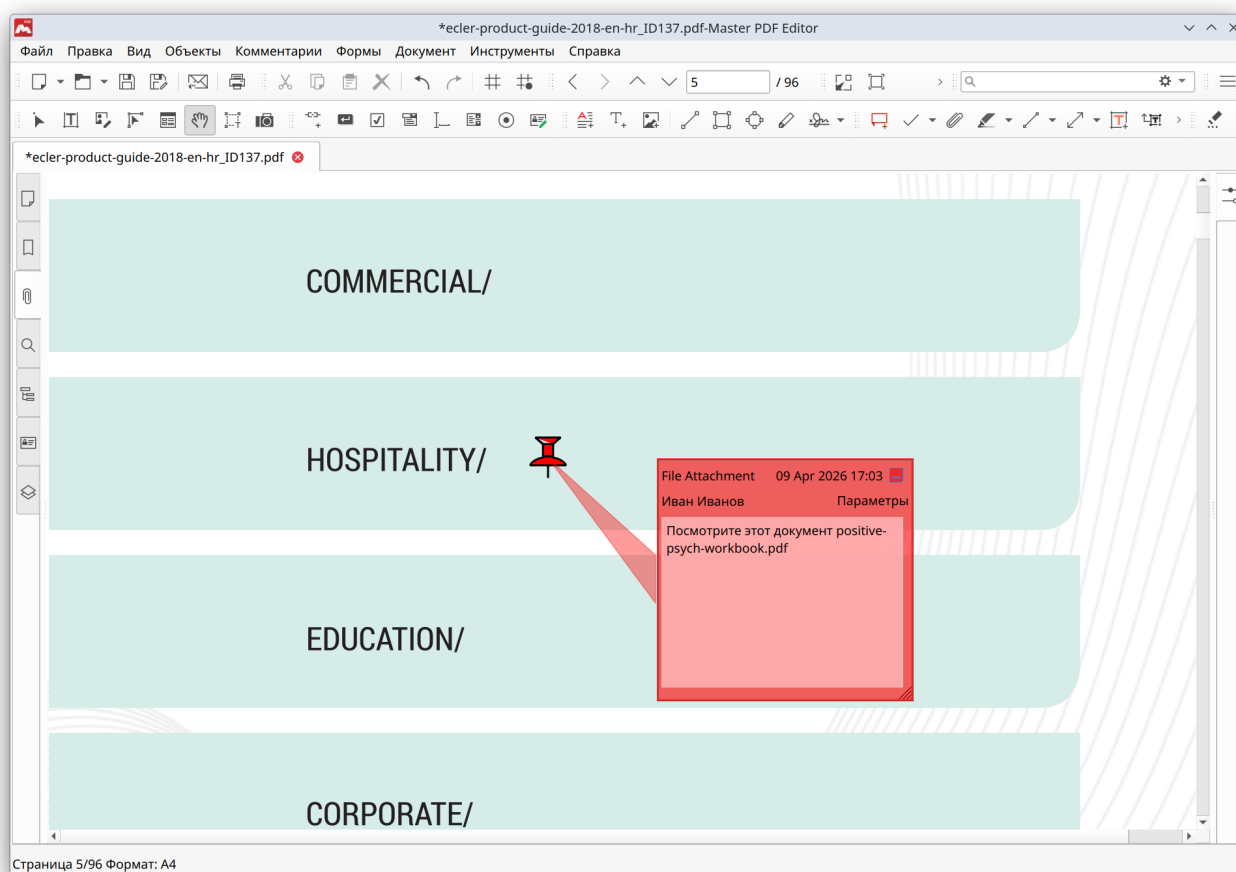 *ecler-product-guide-2018-en-hr_ID137.pdf-Master PDF Editor
Файл Правка Вид Объекты Комментарии Формы Документ Инструменты Справка
5 / 96
*ecler-product-guide-2018-en-hr_ID137.pdf
COMMERCIAL/
HOSPITALITY/
File Attachment 09 Apr 2026 17:03
Иван Иванов Параметры
Посмотрите этот документ positive-
psych-workbook.pdf
EDUCATION/
CORPORATE/
Страница 5/96 Формат: A4